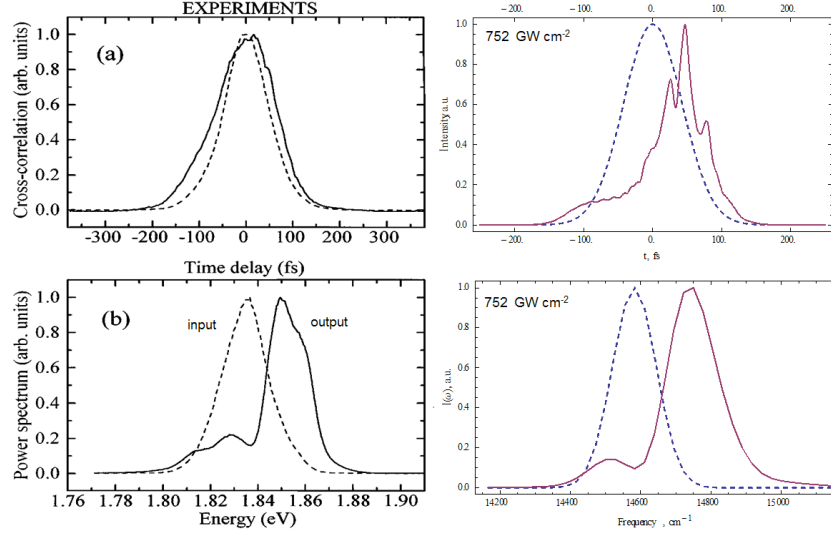 EXPERIMENTS
(a)
Cross-correlation (arb. units)
1.0
0.8
0.6
0.4
0.2
0.0
-300 -200 -100 0 100 200 300
Time delay (fs)
-200. -100. 0. 100. 200.
752 GW cm-2
Intensity a.u.
1.0
0.8
0.6
0.4
0.2
0.0
-200. -100. 0. 100. 200.
t, fs
(b)
input
output
Power spectrum (arb. units)
1.0
0.8
0.6
0.4
0.2
0.0
1.76 1.78 1.80 1.82 1.84 1.86 1.88 1.90
Energy (eV)
752 GW cm-2
I(ω), a.u.
1.0
0.8
0.6
0.4
0.2
0.0
14200 14400 14600 14800 15000
Frequency , cm-1